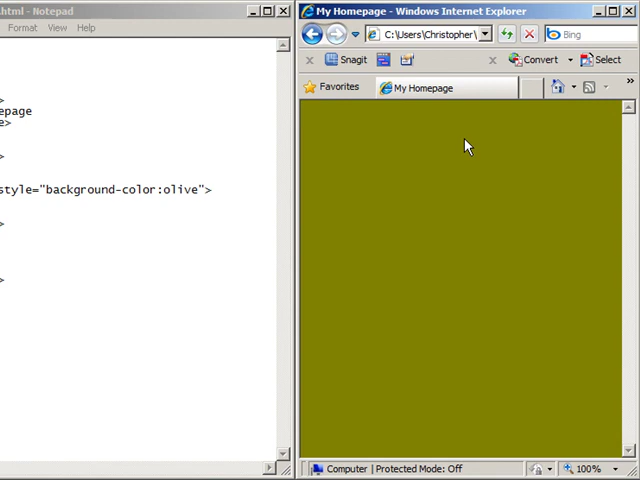 .html - Notepad
Format View Help
>
epage
e>
>
style="background-color:olive">
>
>
My Homepage - Windows Internet Explorer
C:\Users\Christopher\
Bing
x Snagit
x Convert
Select
Favorites
My Homepage
»
Computer | Protected Mode: Off
100%